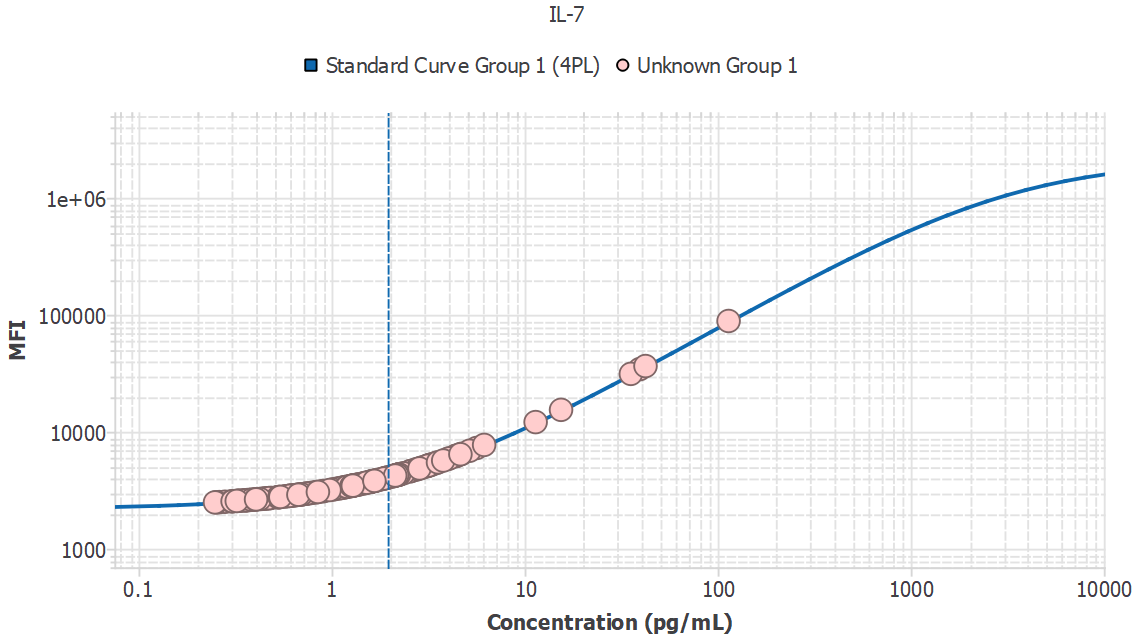 IL-7
Standard Curve Group 1 (4PL) Unknown Group 1
1e+06
100000
10000
1000
MFI
0.1 1 10 100 1000 10000
Concentration (pg/mL)